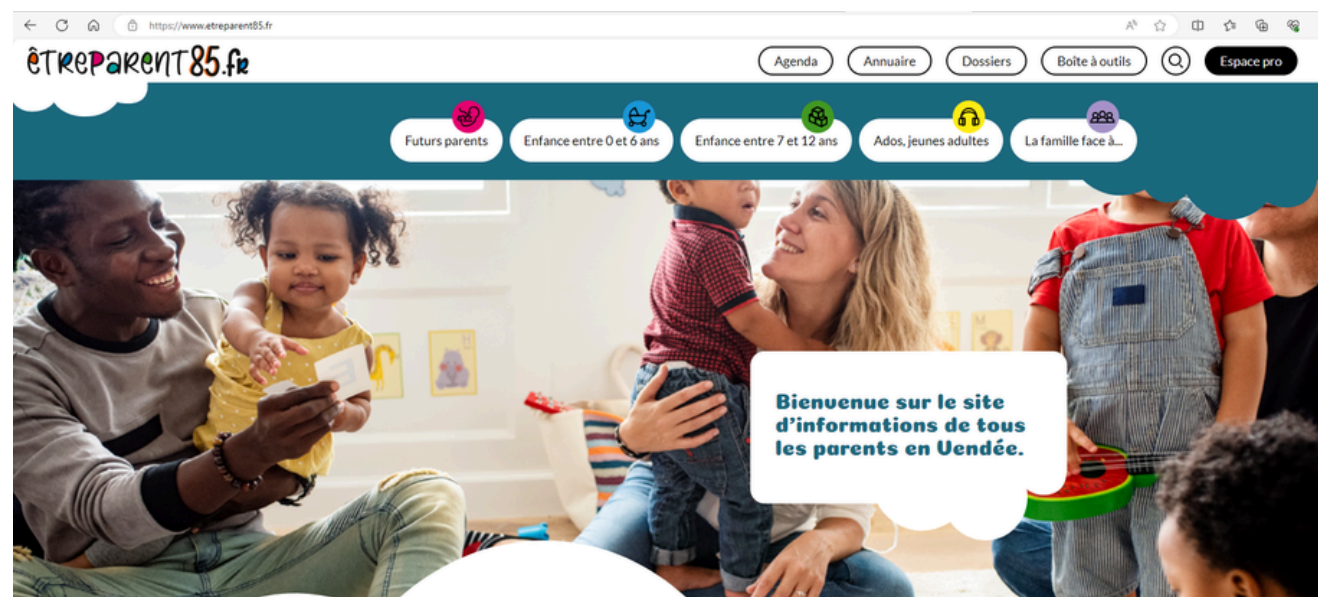 https://www.etreparent85.fr
êTRePaRenT85.fR
Agenda
Annuaire
Dossiers
Boîte à outils
Espace pro
Futurs parents
Enfance entre 0 et 6 ans
Enfance entre 7 et 12 ans
Ados, jeunes adultes
La famille face à...
Bienvenue sur le site
d'informations de tous
les parents en Vendée.